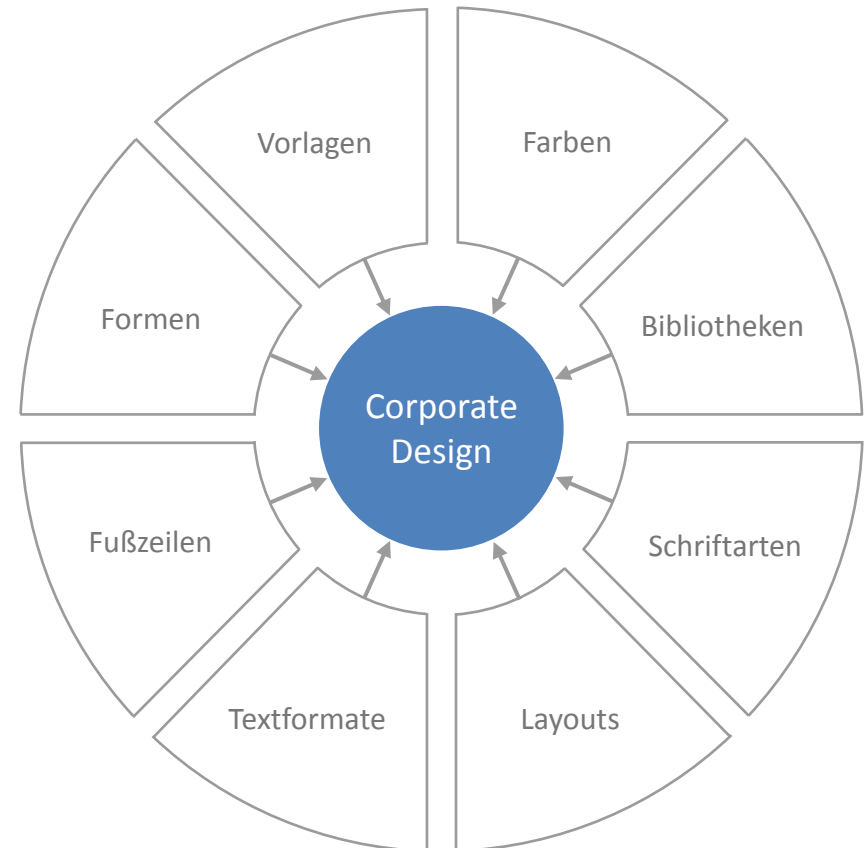 Vorlagen
Farben
Formen
Bibliotheken
Corporate
Design
Fußzeilen
Schriftarten
Textformate
Layouts